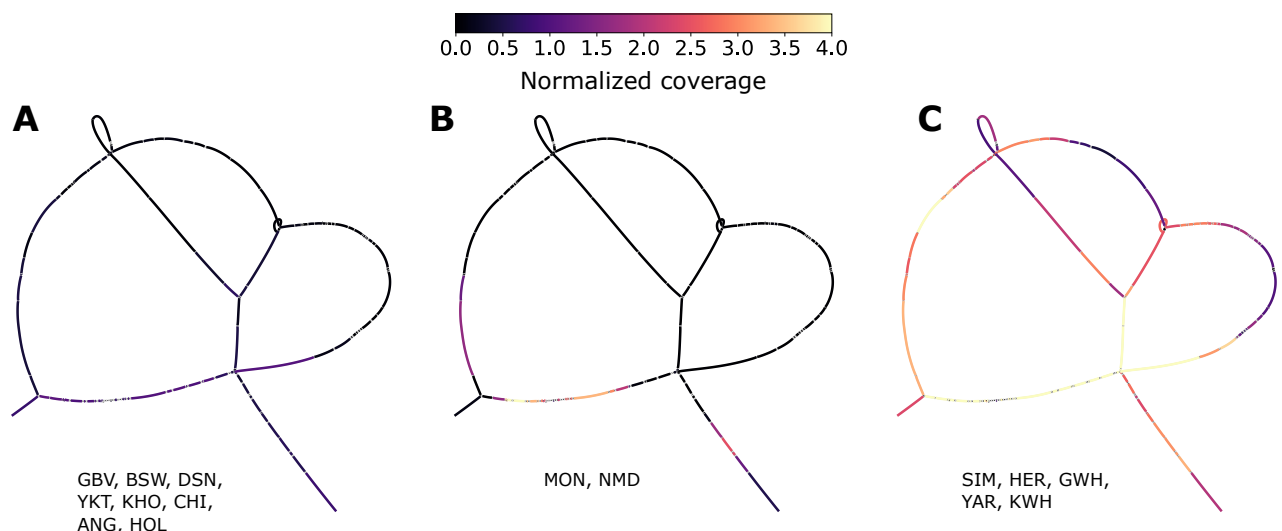 0.0 0.5 1.0 1.5 2.0 2.5 3.0 3.5 4.0
Normalized coverage
A B C
GBV, BSW, DSN,
YKT, KHO, CHI,
ANG, HOL
MON, NMD
SIM, HER, GWH,
YAR, KWH